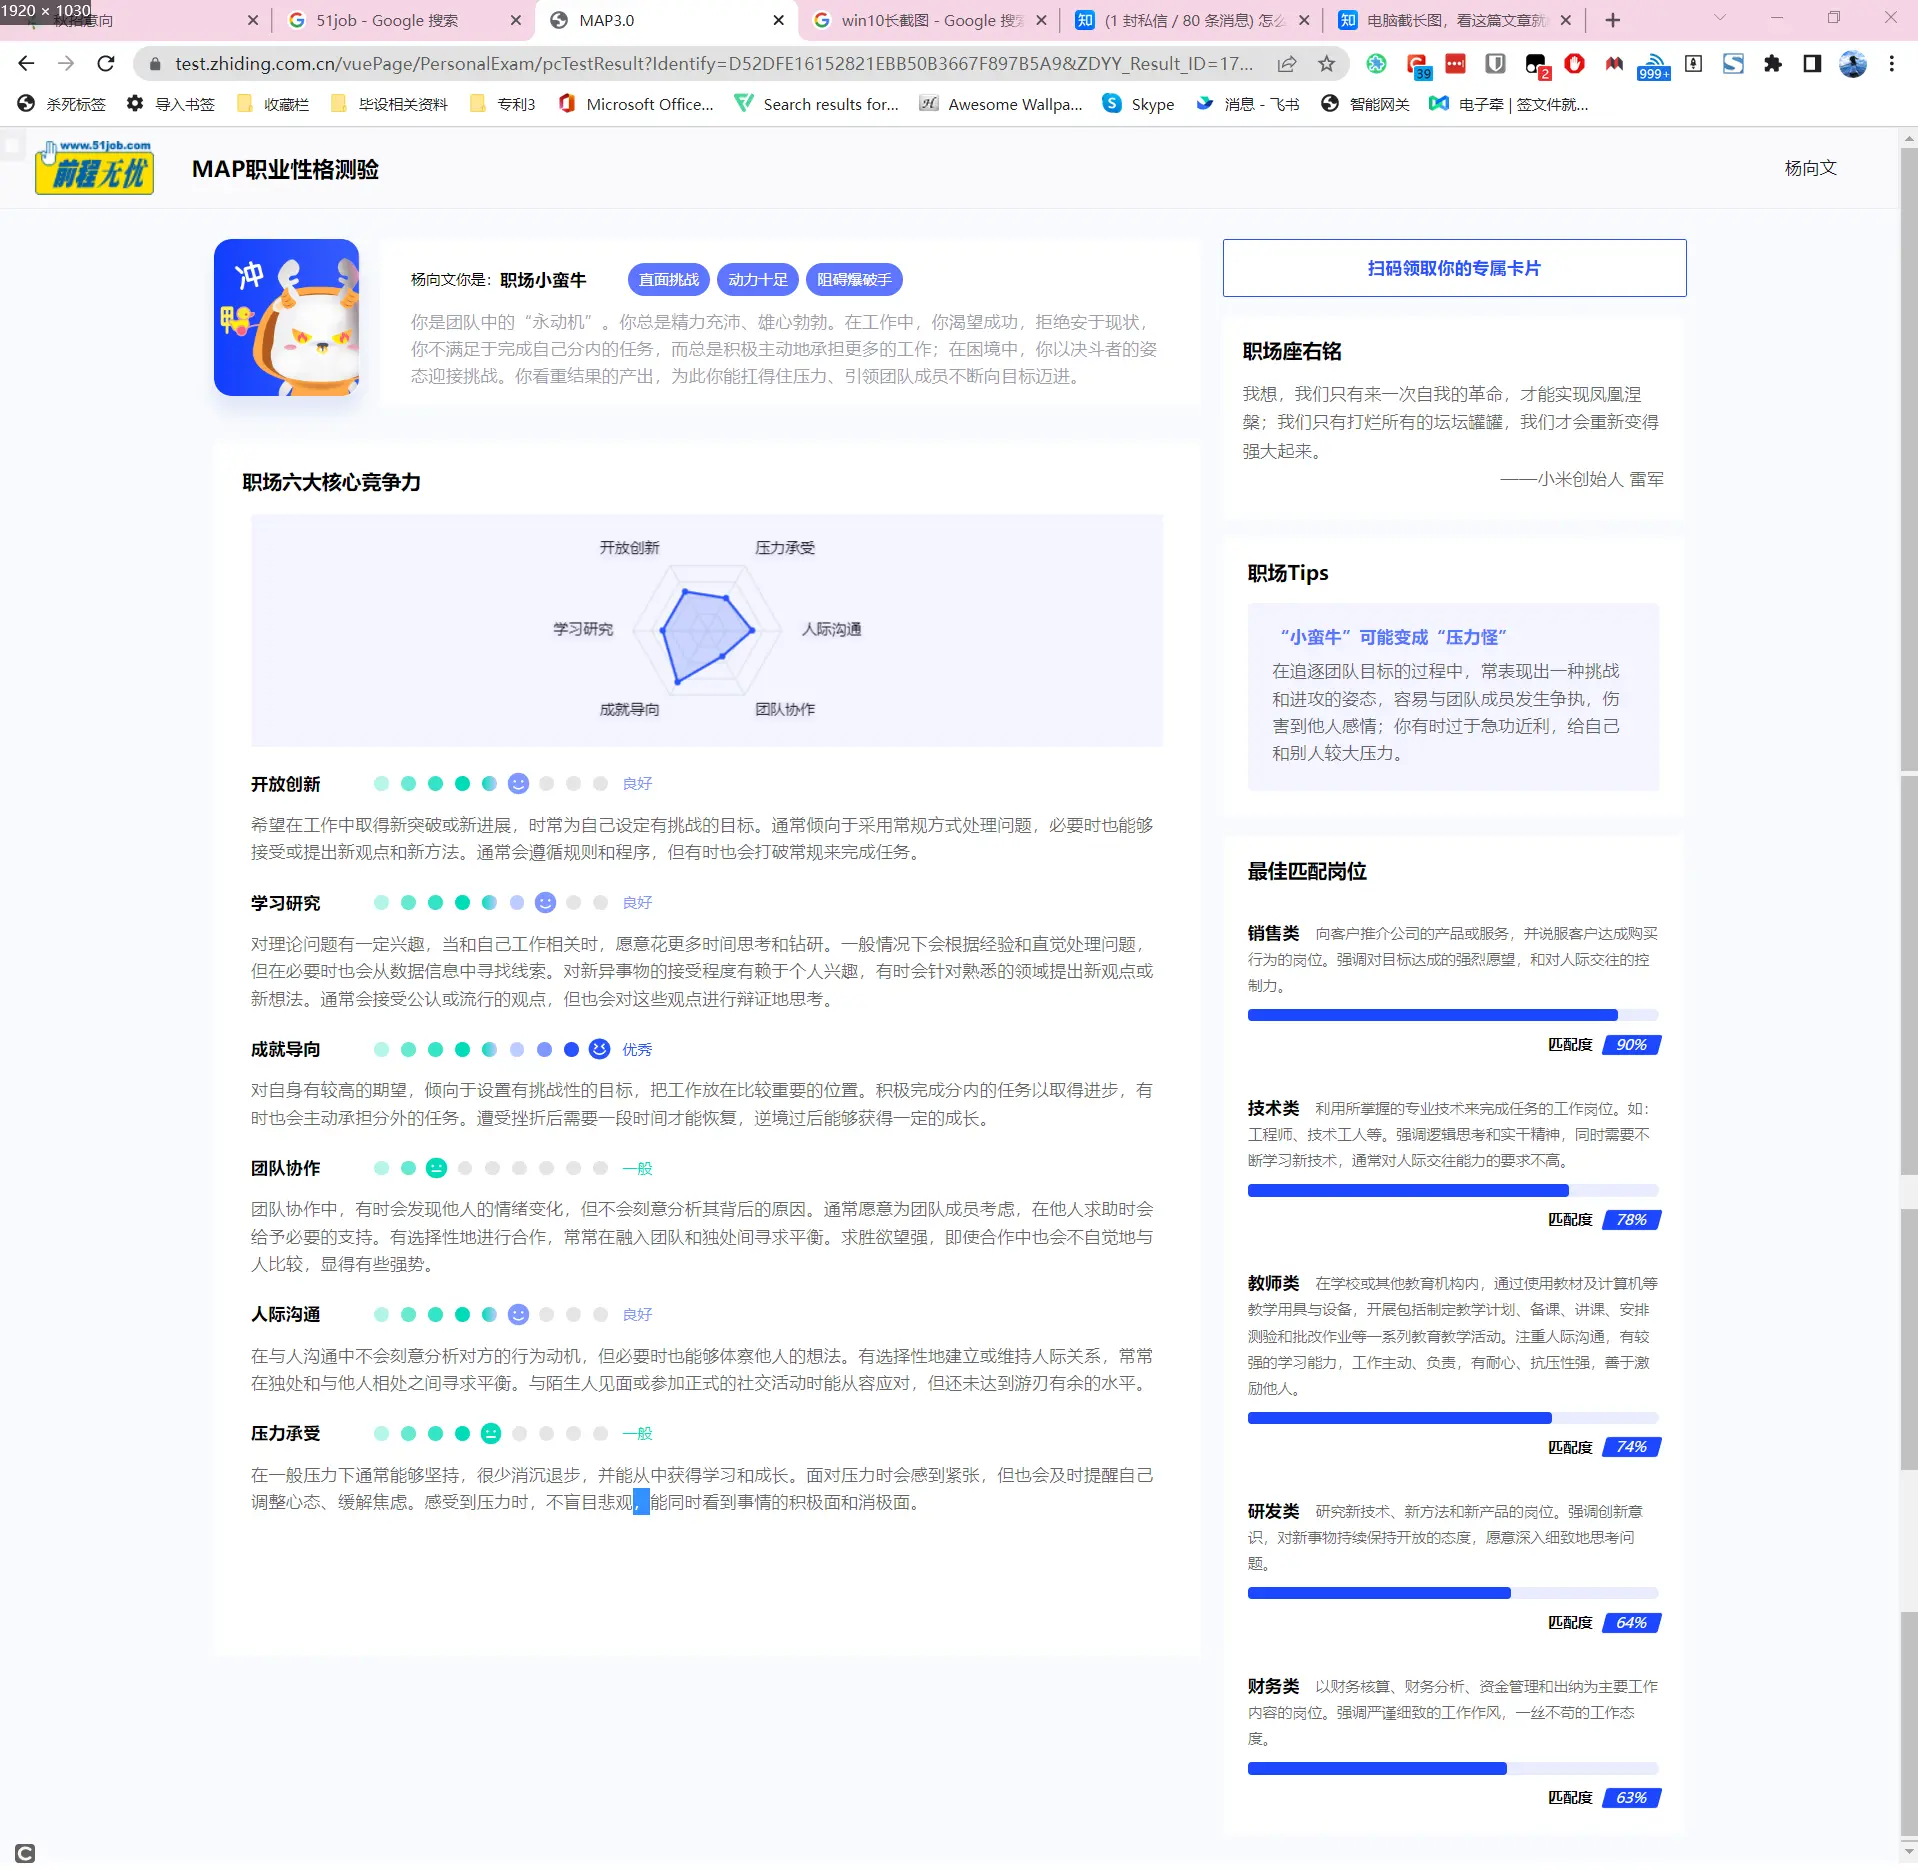 1920 × 1030
秋招意向
51job - Google 搜索
MAP3.0
win10长截图 - Google 搜索
(1 封私信 / 80 条消息) 怎么
电脑截长图，看这篇文章就
test.zhiding.com.cn/vuePage/PersonalExam/pcTestResult?Identify=D52DFE16152821EBB50B3667F897B5A9&ZDYY_Result_ID=17...
39
2
999+
杀死标签
导入书签
收藏栏
毕设相关资料
专利3
Microsoft Office...
Search results for...
Awesome Wallpa...
Skype
消息 - 飞书
智能网关
电子牵 | 签文件就...
www.51job.com
前程无忧
MAP职业性格测验
杨向文
冲
鸭
杨向文你是：职场小蛮牛
直面挑战
动力十足
阻碍爆破手
你是团队中的“永动机”。你总是精力充沛、雄心勃勃。在工作中，你渴望成功，拒绝安于现状，
你不满足于完成自己分内的任务，而总是积极主动地承担更多的工作；在困境中，你以决斗者的姿
态迎接挑战。你看重结果的产出，为此你能扛得住压力、引领团队成员不断向目标迈进。
职场六大核心竞争力
开放创新
压力承受
学习研究
人际沟通
成就导向
团队协作
开放创新 良好
希望在工作中取得新突破或新进展，时常为自己设定有挑战的目标。通常倾向于采用常规方式处理问题，必要时也能够
接受或提出新观点和新方法。通常会遵循规则和程序，但有时也会打破常规来完成任务。
学习研究 良好
对理论问题有一定兴趣，当和自己工作相关时，愿意花更多时间思考和钻研。一般情况下会根据经验和直觉处理问题，
但在必要时也会从数据信息中寻找线索。对新异事物的接受程度有赖于个人兴趣，有时会针对熟悉的领域提出新观点或
新想法。通常会接受公认或流行的观点，但也会对这些观点进行辩证地思考。
成就导向 优秀
对自身有较高的期望，倾向于设置有挑战性的目标，把工作放在比较重要的位置。积极完成分内的任务以取得进步，有
时也会主动承担分外的任务。遭受挫折后需要一段时间才能恢复，逆境过后能够获得一定的成长。
团队协作 一般
团队协作中，有时会发现他人的情绪变化，但不会刻意分析其背后的原因。通常愿意为团队成员考虑，在他人求助时会
给予必要的支持。有选择性地进行合作，常常在融入团队和独处间寻求平衡。求胜欲望强，即使合作中也会不自觉地与
人比较，显得有些强势。
人际沟通 良好
在与人沟通中不会刻意分析对方的行为动机，但必要时也能够体察他人的想法。有选择性地建立或维持人际关系，常常
在独处和与他人相处之间寻求平衡。与陌生人见面或参加正式的社交活动时能从容应对，但还未达到游刃有余的水平。
压力承受 一般
在一般压力下通常能够坚持，很少消沉退步，并能从中获得学习和成长。面对压力时会感到紧张，但也会及时提醒自己
调整心态、缓解焦虑。感受到压力时，不盲目悲观，能同时看到事情的积极面和消极面。
扫码领取你的专属卡片
职场座右铭
我想，我们只有来一次自我的革命，才能实现凤凰涅
槃；我们只有打烂所有的坛坛罐罐，我们才会重新变得
强大起来。
——小米创始人 雷军
职场Tips
“小蛮牛”可能变成“压力怪”
在追逐团队目标的过程中，常表现出一种挑战
和进攻的姿态，容易与团队成员发生争执，伤
害到他人感情；你有时过于急功近利，给自己
和别人较大压力。
最佳匹配岗位
销售类 向客户推介公司的产品或服务，并说服客户达成购买
行为的岗位。强调对目标达成的强烈愿望，和对人际交往的控
制力。
匹配度 90%
技术类 利用所掌握的专业技术来完成任务的工作岗位。如：
工程师、技术工人等。强调逻辑思考和实干精神，同时需要不
断学习新技术，通常对人际交往能力的要求不高。
匹配度 78%
教师类 在学校或其他教育机构内，通过使用教材及计算机等
教学用具与设备，开展包括制定教学计划、备课、讲课、安排
测验和批改作业等一系列教育教学活动。注重人际沟通，有较
强的学习能力，工作主动、负责，有耐心、抗压性强，善于激
励他人。
匹配度 74%
研发类 研究新技术、新方法和新产品的岗位。强调创新意
识，对新事物持续保持开放的态度，愿意深入细致地思考问
题。
匹配度 64%
财务类 以财务核算、财务分析、资金管理和出纳为主要工作
内容的岗位。强调严谨细致的工作作风，一丝不苟的工作态
度。
匹配度 63%